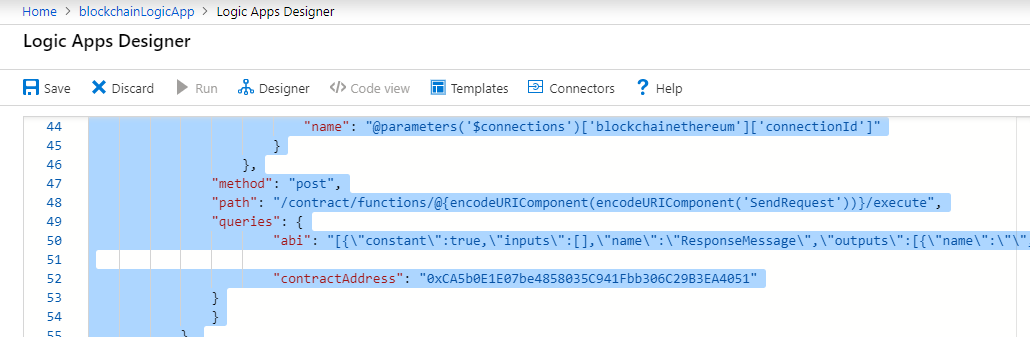 Home > blockchainLogicApp > Logic Apps Designer
Logic Apps Designer
Save Discard Run Designer </> Code view Templates Connectors ? Help
44 "name": "@parameters('$connections')['blockchainethereum']['connectionId']"
45 }
46 },
47 "method": "post",
48 "path": "/contract/functions/@{encodeURIComponent(encodeURIComponent('SendRequest'))}/execute",
49 "queries": {
50 "abi": "[{\"constant\":true,\"inputs\":[],\"name\":\"ResponseMessage\",\"outputs\":[{\"name\":\"\",
51
52 "contractAddress": "0xCA5b0E1E07be4858035C941Fbb306C29B3EA4051"
53 }
54 }
55 }